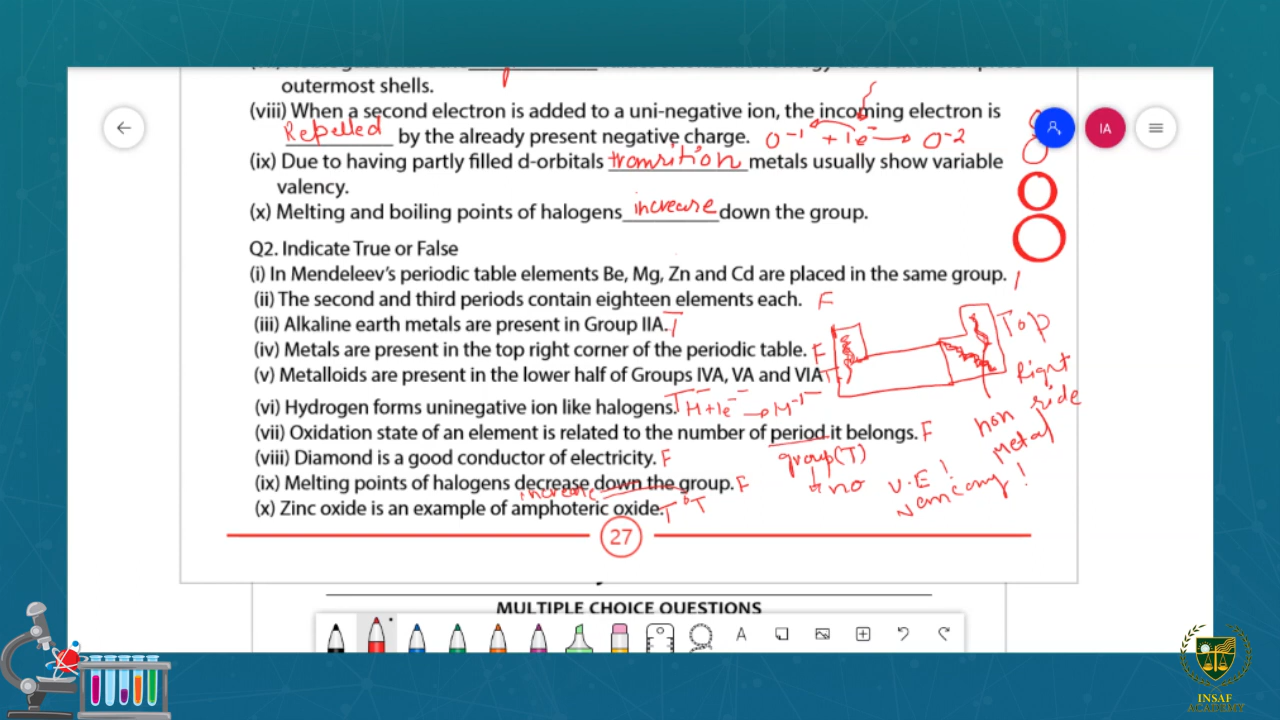 outermost shells.
(viii) When a second electron is added to a uni-negative ion, the incoming electron is
Repelled by the already present negative charge. O-1 + 1e- → O-2
(ix) Due to having partly filled d-orbitals transition metals usually show variable
valency.
(x) Melting and boiling points of halogens increase down the group.
Q2. Indicate True or False
(i) In Mendeleev's periodic table elements Be, Mg, Zn and Cd are placed in the same group.
(ii) The second and third periods contain eighteen elements each. F
(iii) Alkaline earth metals are present in Group IIA. T
(iv) Metals are present in the top right corner of the periodic table. F
(v) Metalloids are present in the lower half of Groups IVA, VA and VIA
(vi) Hydrogen forms uninegative ion like halogens. T H + 1e- → H-1
(vii) Oxidation state of an element is related to the number of period it belongs. F
group (T)
(viii) Diamond is a good conductor of electricity. F
(ix) Melting points of halogens decrease down the group. F
increase
(x) Zinc oxide is an example of amphoteric oxide. T
Top
Right
side
non
Metal
no V.E!
27
MULTIPLE CHOICE QUESTIONS
IA
A
INSAF
ACADEMY